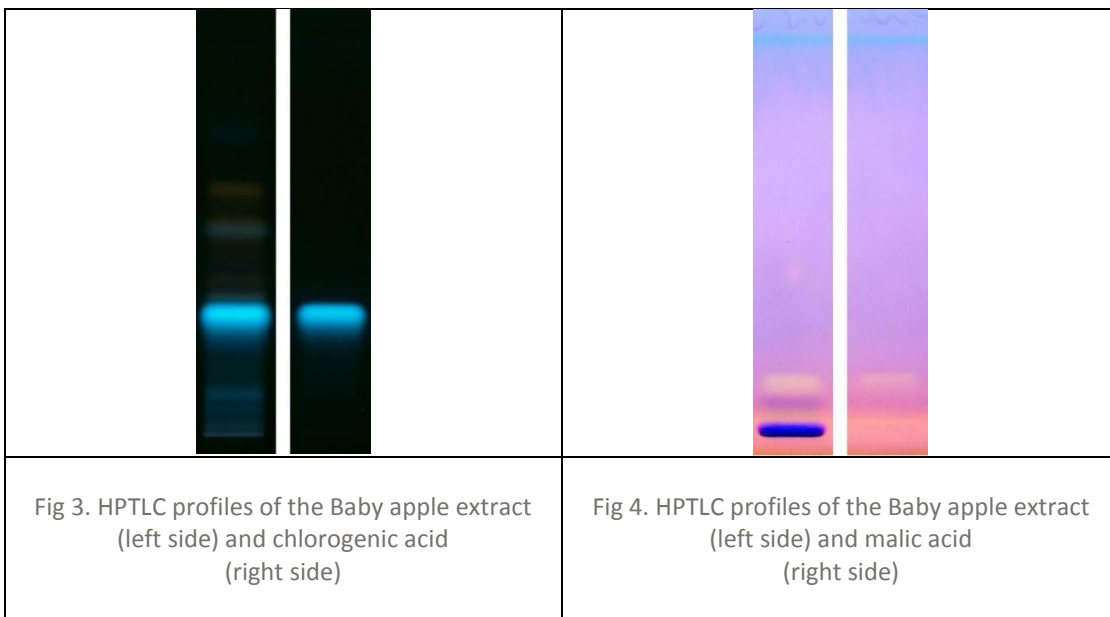 Fig 3. HPTLC profiles of the Baby apple extract
(left side) and chlorogenic acid
(right side)
Fig 4. HPTLC profiles of the Baby apple extract
(left side) and malic acid
(right side)